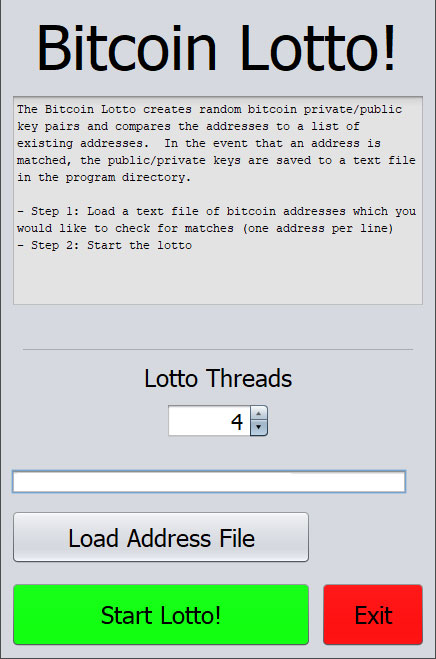 Bitcoin Lotto!
The Bitcoin Lotto creates random bitcoin private/public
key pairs and compares the addresses to a list of
existing addresses.  In the event that an address is
matched, the public/private keys are saved to a text file
in the program directory.
- Step 1: Load a text file of bitcoin addresses which you
would like to check for matches (one address per line)
- Step 2: Start the lotto
Lotto Threads
4
Load Address File
Start Lotto!
Exit